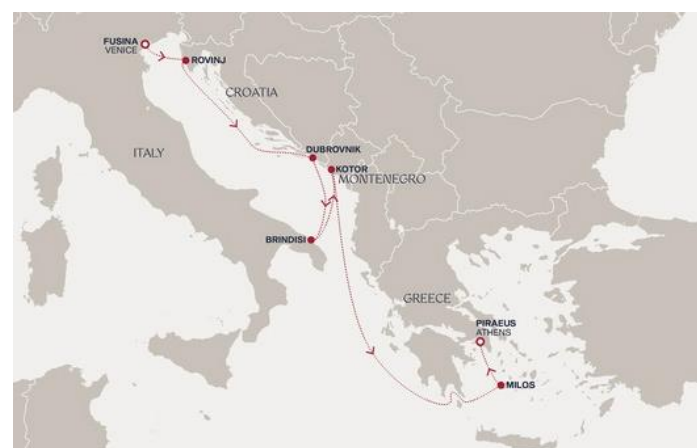 FUSINA
VENICE
ROVINJ
CROATIA
ITALY
DUBROVNIK
KOTOR
MONTENEGRO
BRINDISI
GREECE
PIRAEUS
ATHENS
MILOS